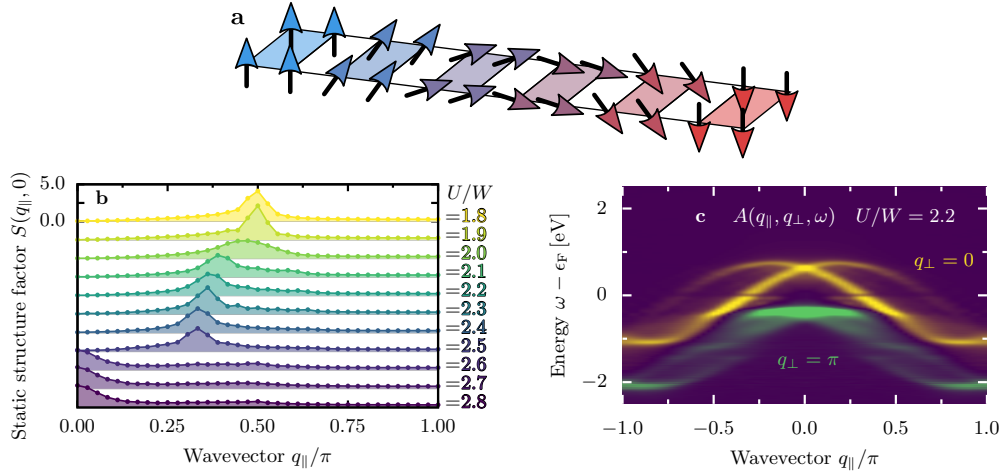 a
b
Static structure factor S(q∥, 0)
5.0
0.0
U/W
=1.8
=1.9
=2.0
=2.1
=2.2
=2.3
=2.4
=2.5
=2.6
=2.7
=2.8
0.00 0.25 0.50 0.75 1.00
Wavevector q∥/π
c A(q∥, q⊥, ω) U/W = 2.2
q⊥ = 0
q⊥ = π
Energy ω − ϵF [eV]
2
0
−2
−1.0 −0.5 0.0 0.5 1.0
Wavevector q∥/π